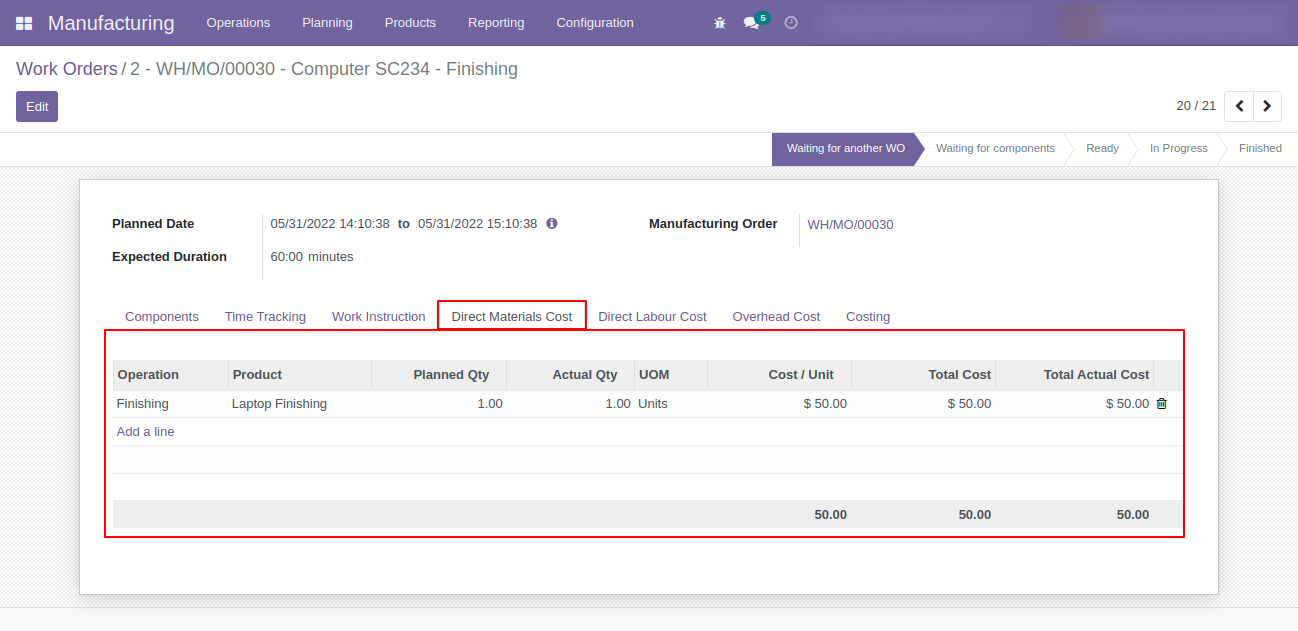 Manufacturing Operations Planning Products Reporting Configuration 5
Work Orders / 2 - WH/MO/00030 - Computer SC234 - Finishing
Edit 20 / 21
Waiting for another WO Waiting for components Ready In Progress Finished
Planned Date 05/31/2022 14:10:38 to 05/31/2022 15:10:38 Manufacturing Order WH/MO/00030
Expected Duration 60:00 minutes
Components Time Tracking Work Instruction Direct Materials Cost Direct Labour Cost Overhead Cost Costing
Operation Product Planned Qty Actual Qty UOM Cost / Unit Total Cost Total Actual Cost
Finishing Laptop Finishing 1.00 1.00 Units $ 50.00 $ 50.00 $ 50.00
Add a line
50.00 50.00 50.00